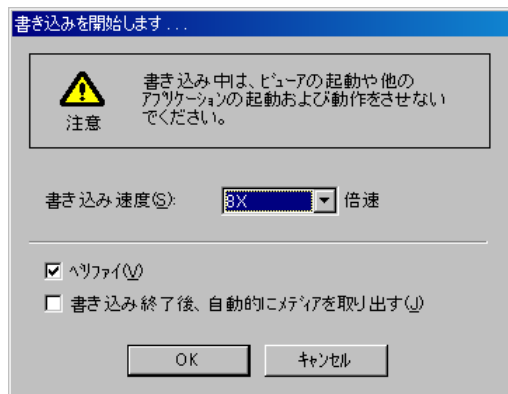 書き込みを開始します...
書き込み中は、ビューアの起動や他の
アプリケーションの起動および動作をさせない
でください。
注意
書き込み速度(S):
8X
倍速
ベリファイ(V)
書き込み終了後、自動的にメディアを取り出す(J)
OK
キャンセル